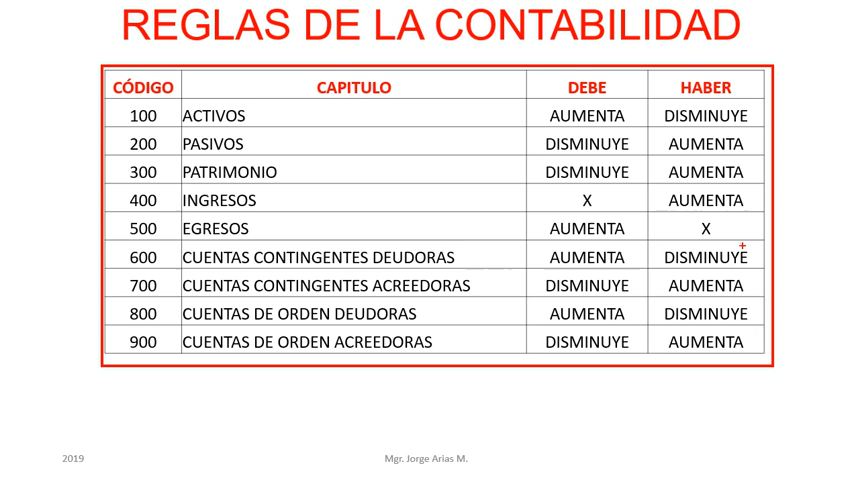 REGLAS DE LA CONTABILIDAD
CÓDIGO CAPITULO DEBE HABER
100 ACTIVOS AUMENTA DISMINUYE
200 PASIVOS DISMINUYE AUMENTA
300 PATRIMONIO DISMINUYE AUMENTA
400 INGRESOS X AUMENTA
500 EGRESOS AUMENTA X
600 CUENTAS CONTINGENTES DEUDORAS AUMENTA DISMINUYE
700 CUENTAS CONTINGENTES ACREEDORAS DISMINUYE AUMENTA
800 CUENTAS DE ORDEN DEUDORAS AUMENTA DISMINUYE
900 CUENTAS DE ORDEN ACREEDORAS DISMINUYE AUMENTA
2019 Mgr. Jorge Arias M.